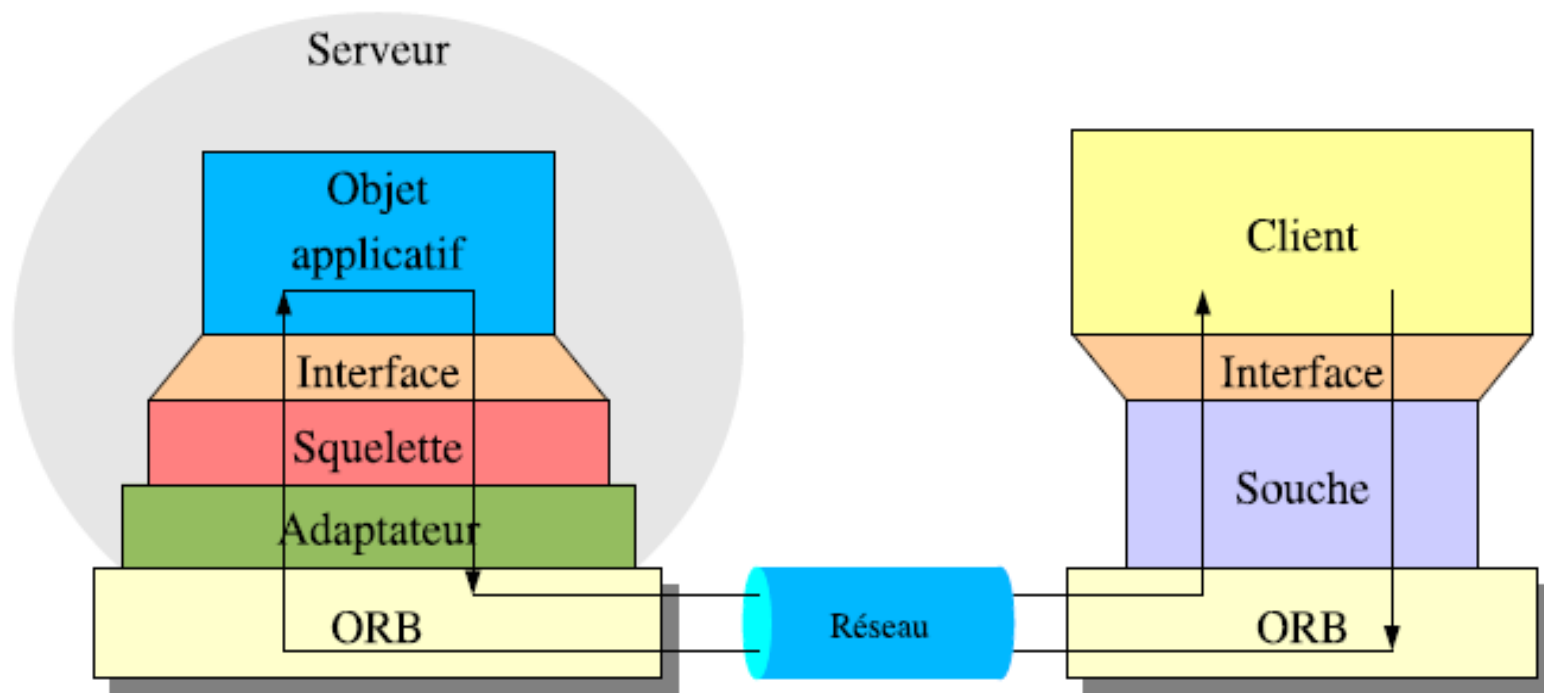 Serveur
Objet
applicatif
Interface
Squelette
Adaptateur
ORB
Réseau
Client
Interface
Souche
ORB